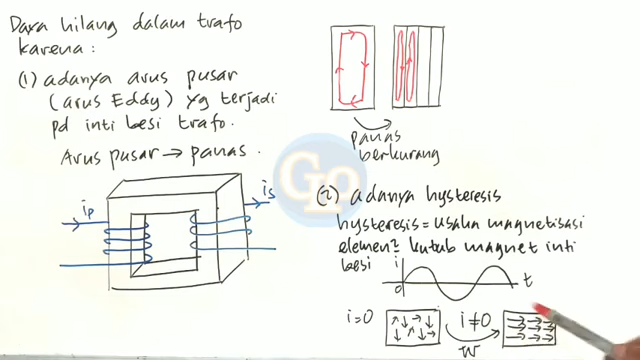 Daya hilang dalam trafo
karena:
(1) adanya arus pusar
(arus Eddy) yg terjadi
pd inti besi trafo.
Arus pusar → panas.
ip
is
panas
berkurang
(2) adanya hysteresis
hysteresis = usaha magnetisasi
elemen² kutub magnet inti
besi
i
0
t
i=0
i≠0
W